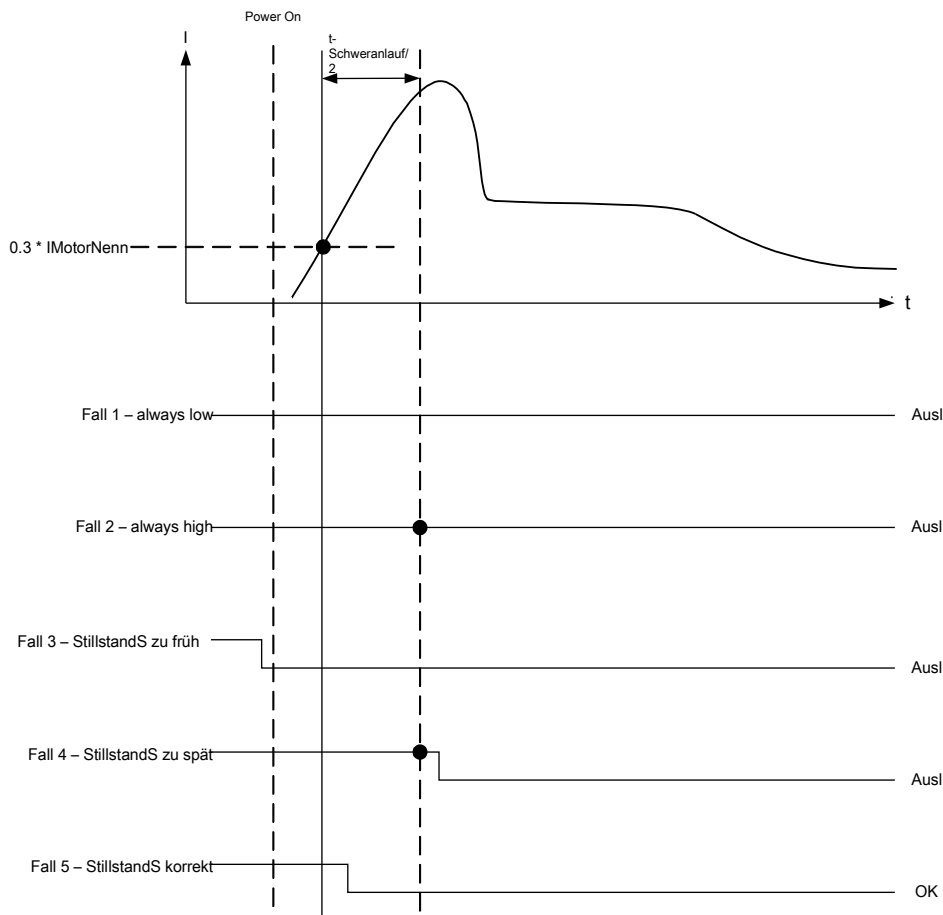 Power On
I
t-
Schweranlauf/
2
0.3 * IMotorNenn
t
Fall 1 – always low
Ausl
Fall 2 – always high
Ausl
Fall 3 – StillstandS zu früh
Ausl
Fall 4 – StillstandS zu spät
Ausl
Fall 5 – StillstandS korrekt
OK